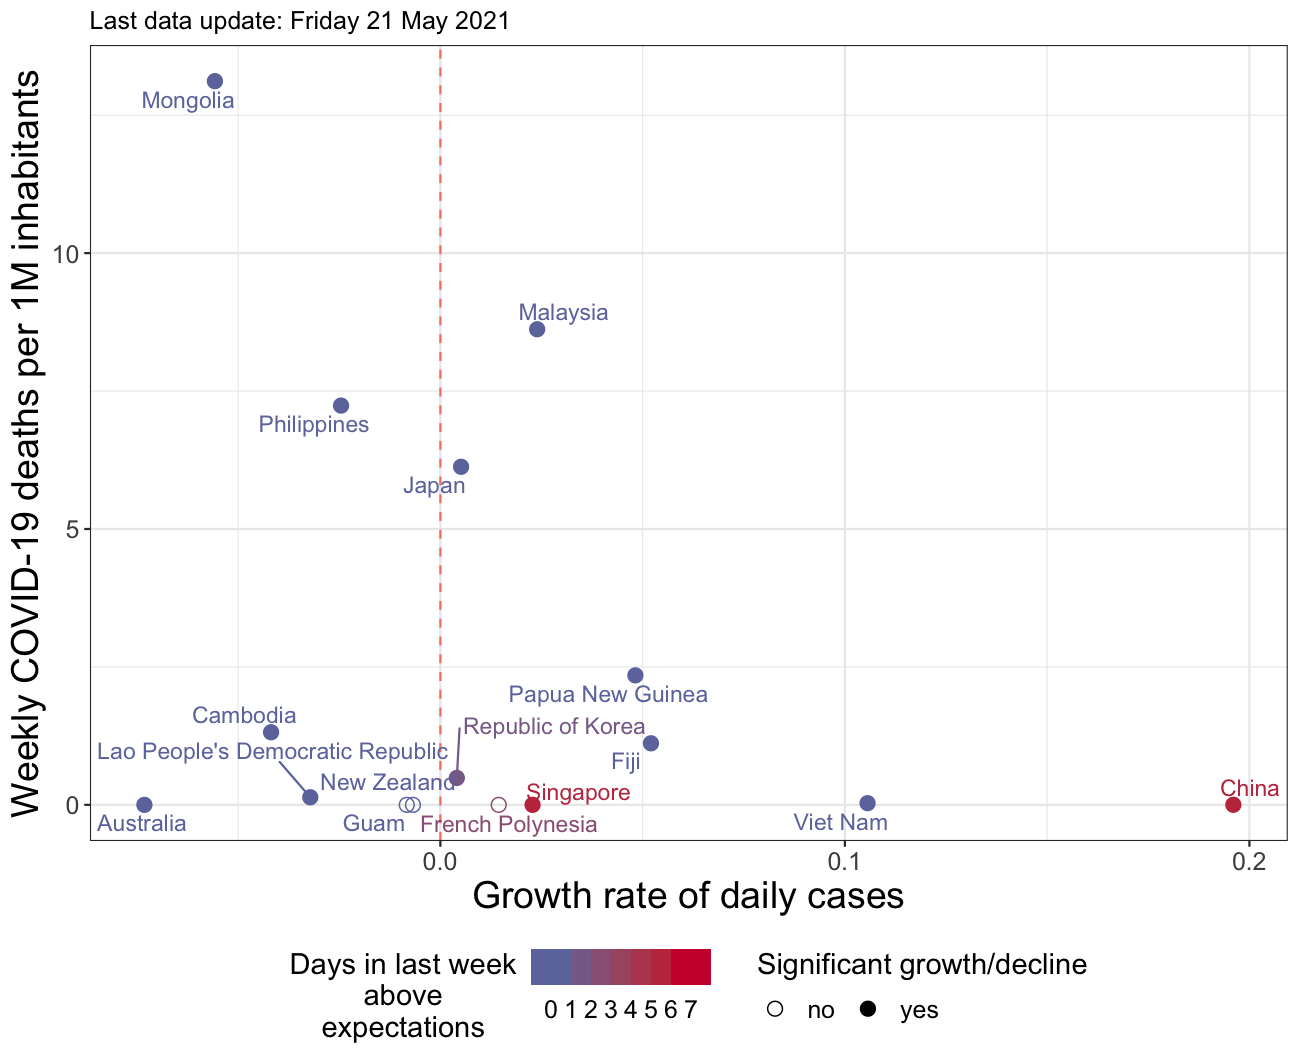 Last data update: Friday 21 May 2021
Weekly COVID-19 deaths per 1M inhabitants
10
5
0
Mongolia
Malaysia
Philippines
Japan
Papua New Guinea
Cambodia
Republic of Korea
Lao People's Democratic Republic
Fiji
New Zealand
Singapore
China
Australia
Guam
French Polynesia
Viet Nam
0.0
0.1
0.2
Growth rate of daily cases
Days in last week
above
expectations
0 1 2 3 4 5 6 7
Significant growth/decline
no
yes